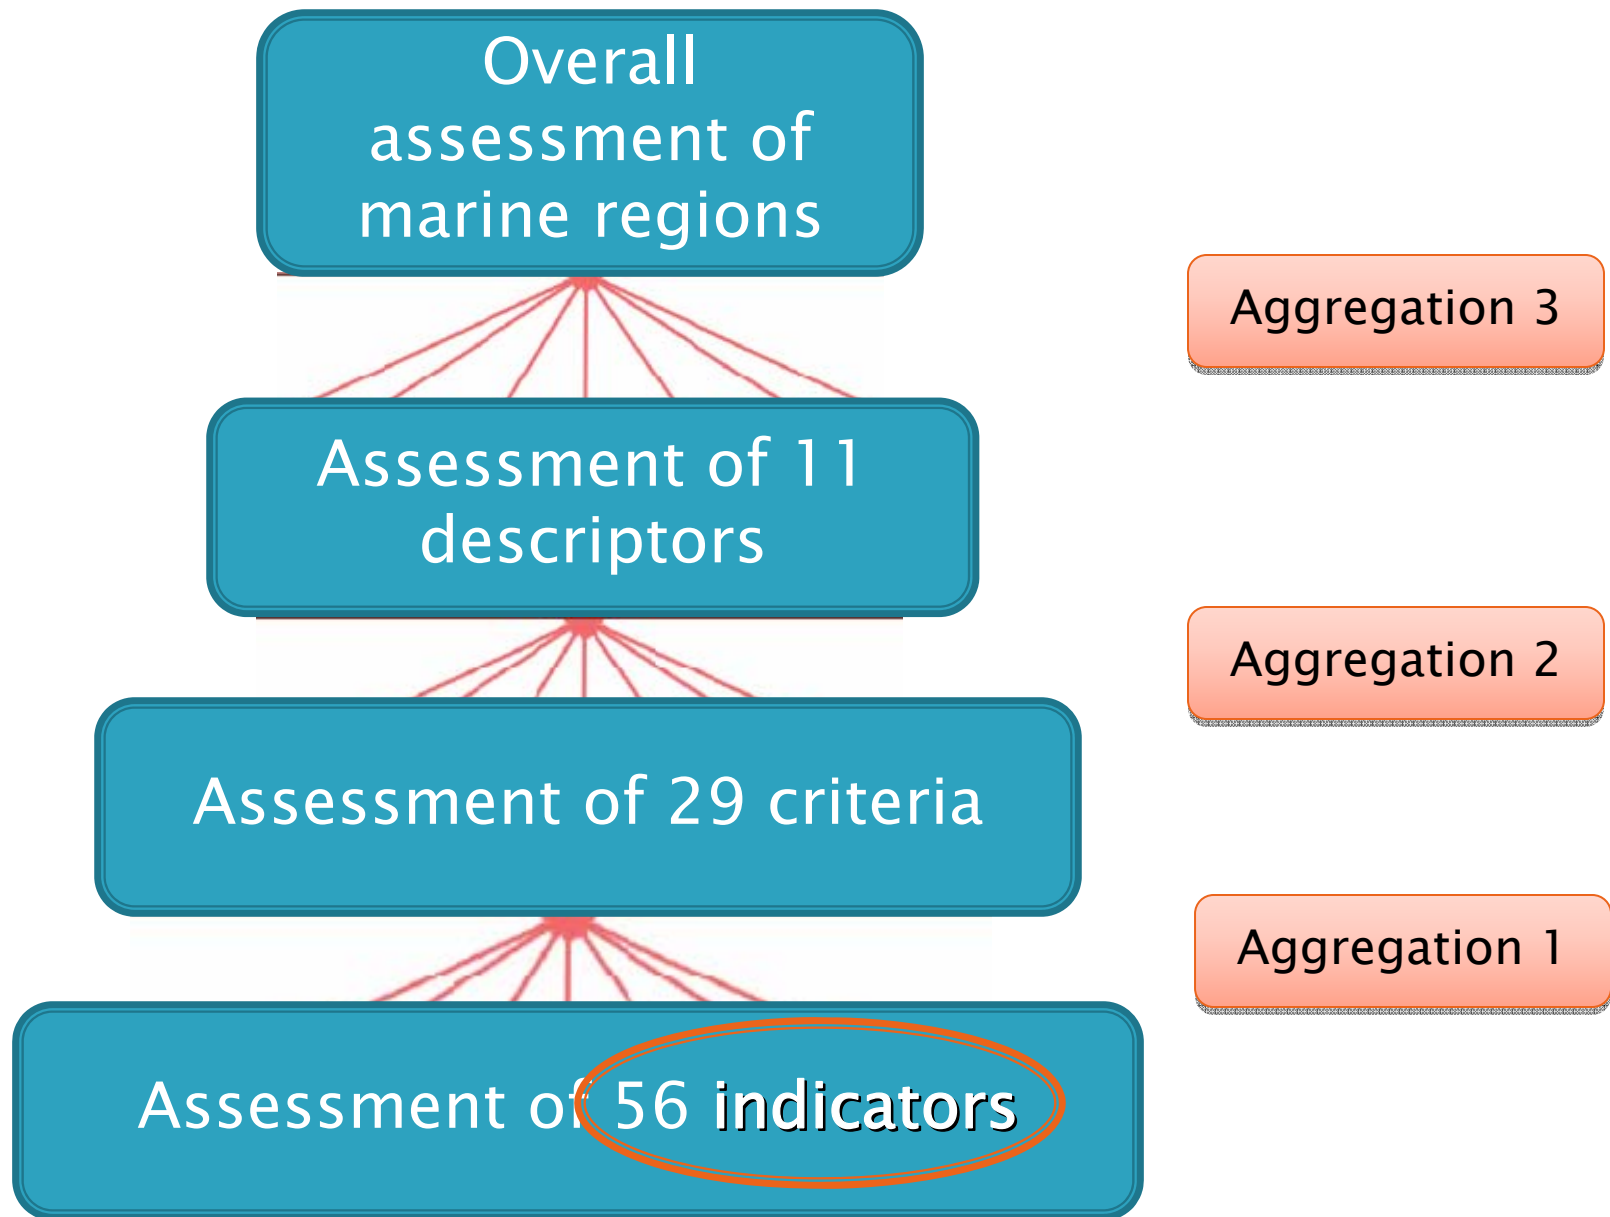 Overall
assessment of
marine regions
Aggregation 3
Assessment of 11
descriptors
Aggregation 2
Assessment of 29 criteria
Aggregation 1
Assessment of 56 indicators